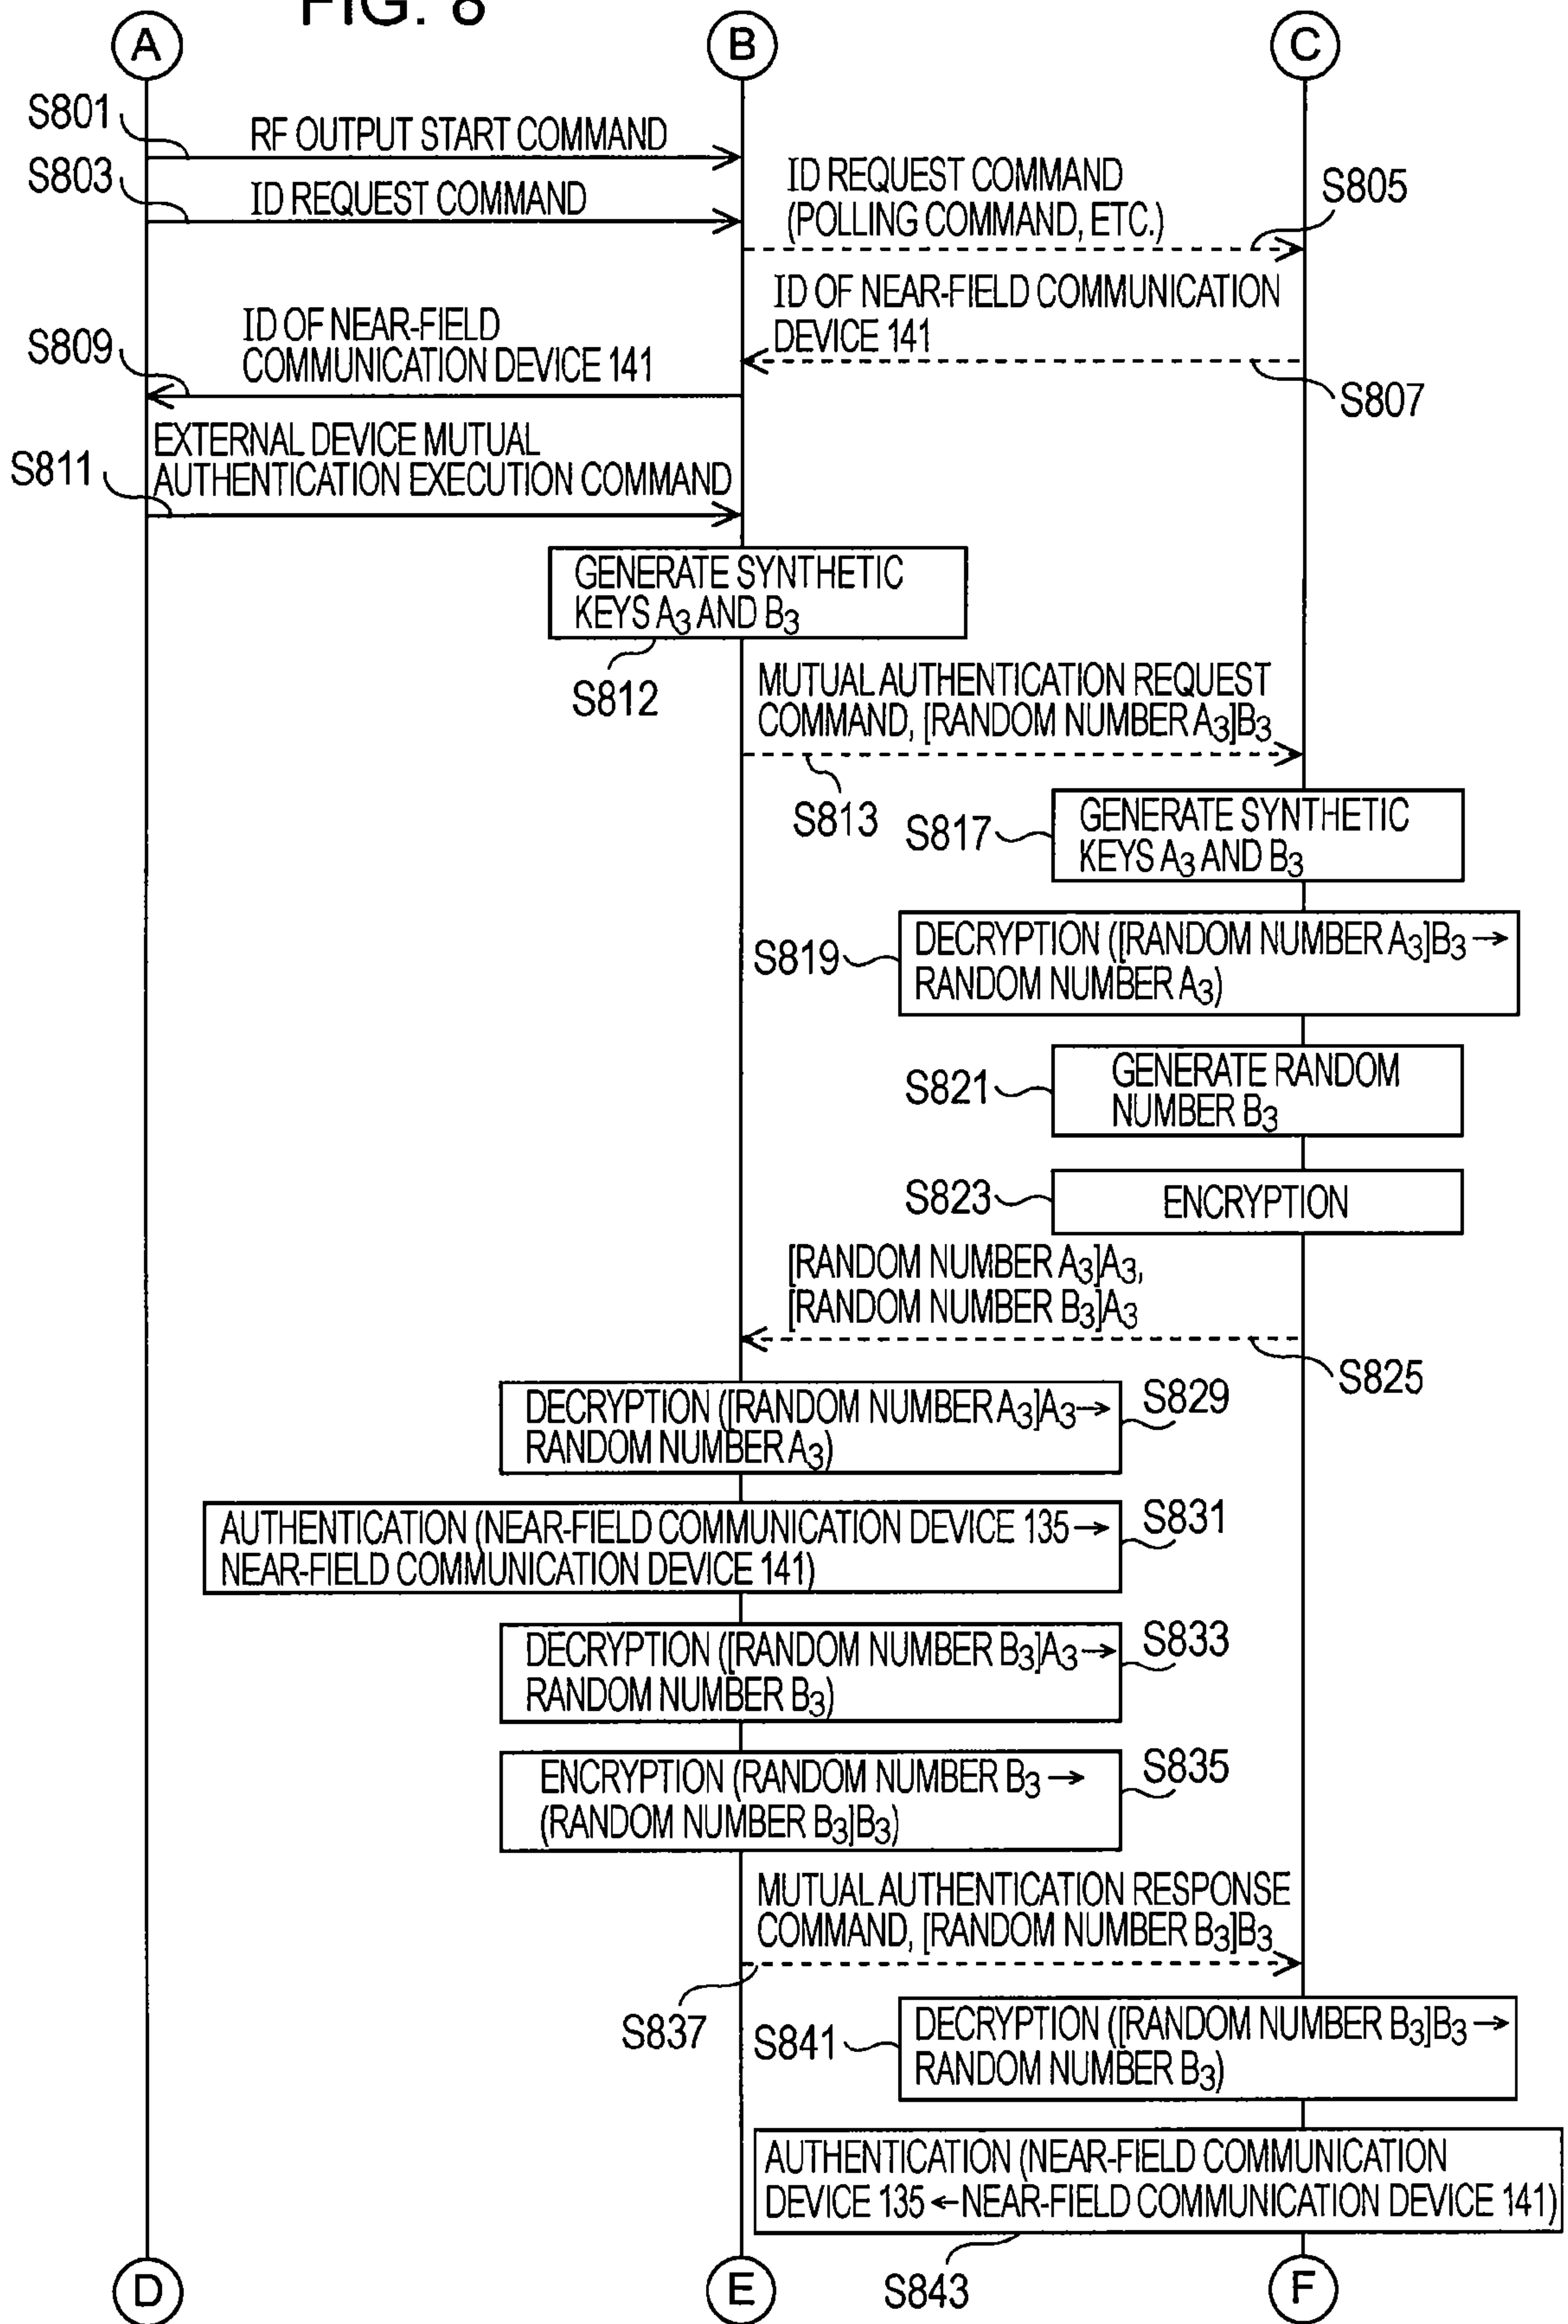 FIG. 8
A
B
C
S801
RF OUTPUT START COMMAND
S803
ID REQUEST COMMAND
ID REQUEST COMMAND
(POLLING COMMAND, ETC.)
S805
ID OF NEAR-FIELD COMMUNICATION
DEVICE 141
S807
S809
ID OF NEAR-FIELD
COMMUNICATION DEVICE 141
S811
EXTERNAL DEVICE MUTUAL
AUTHENTICATION EXECUTION COMMAND
GENERATE SYNTHETIC
KEYS A3 AND B3
S812
MUTUAL AUTHENTICATION REQUEST
COMMAND, [RANDOM NUMBER A3]B3
S813
S817
GENERATE SYNTHETIC
KEYS A3 AND B3
S819
DECRYPTION ([RANDOM NUMBER A3]B3→
RANDOM NUMBER A3)
S821
GENERATE RANDOM
NUMBER B3
S823
ENCRYPTION
[RANDOM NUMBER A3]A3,
[RANDOM NUMBER B3]A3
S825
DECRYPTION ([RANDOM NUMBER A3]A3→
RANDOM NUMBER A3)
S829
AUTHENTICATION (NEAR-FIELD COMMUNICATION DEVICE 135→
NEAR-FIELD COMMUNICATION DEVICE 141)
S831
DECRYPTION ([RANDOM NUMBER B3]A3→
RANDOM NUMBER B3)
S833
ENCRYPTION (RANDOM NUMBER B3→
(RANDOM NUMBER B3]B3)
S835
MUTUAL AUTHENTICATION RESPONSE
COMMAND, [RANDOM NUMBER B3]B3
S837
S841
DECRYPTION ([RANDOM NUMBER B3]B3→
RANDOM NUMBER B3)
AUTHENTICATION (NEAR-FIELD COMMUNICATION
DEVICE 135←NEAR-FIELD COMMUNICATION DEVICE 141)
S843
D
E
F